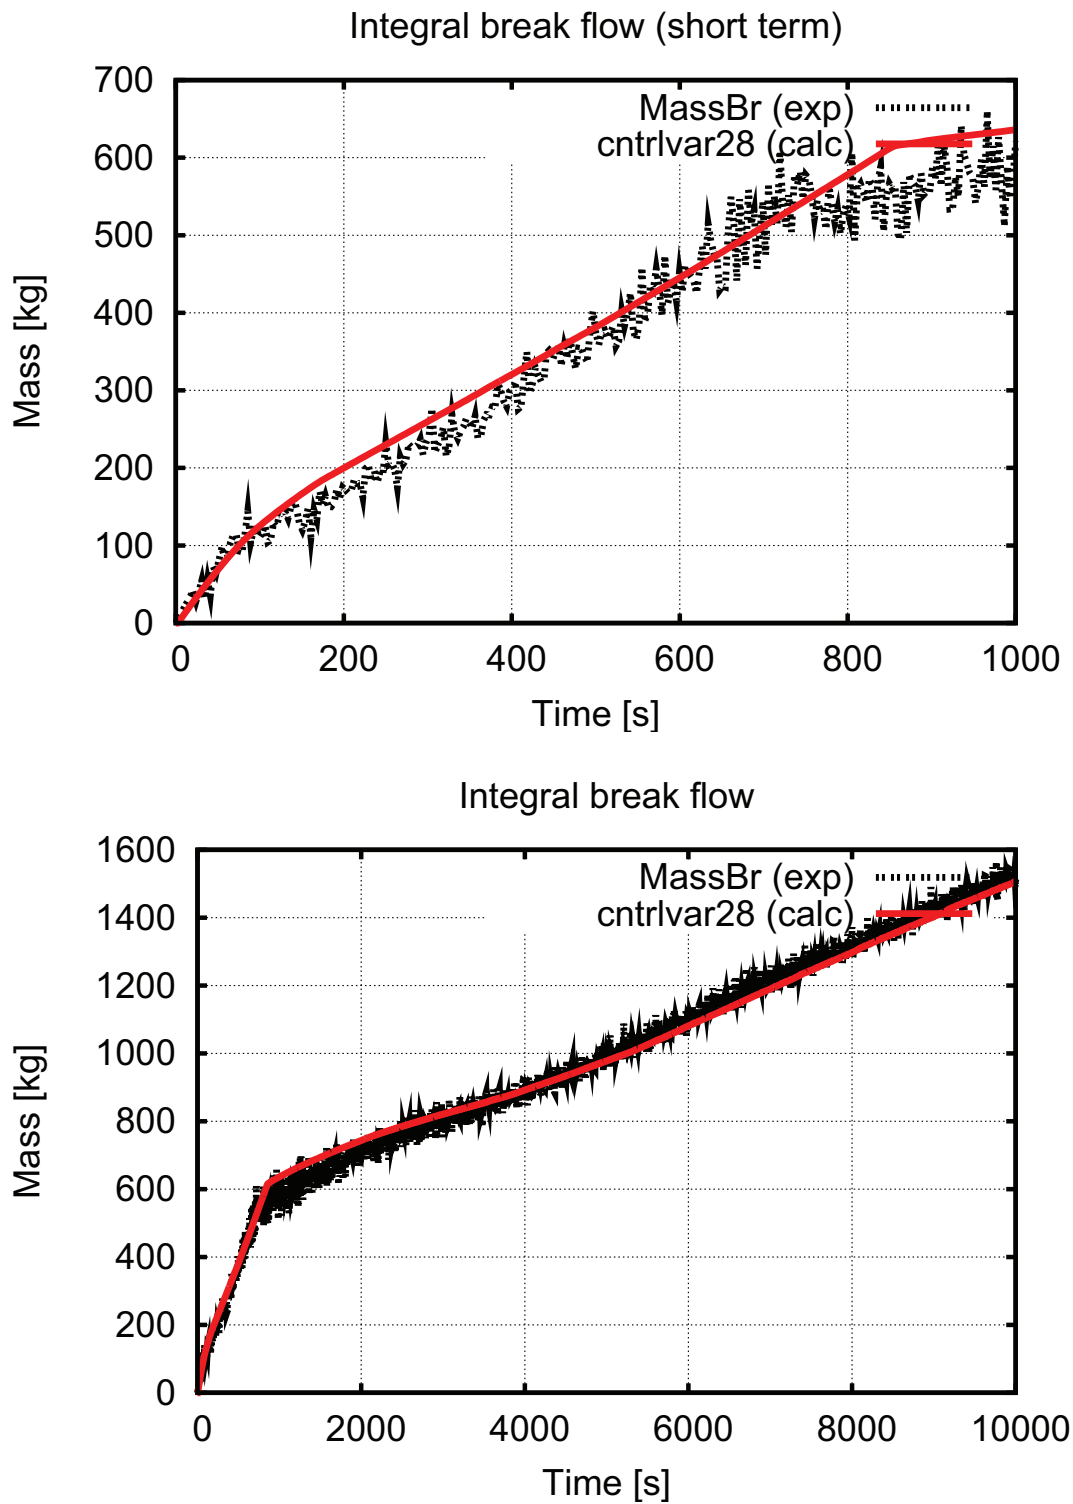 Integral break flow (short term)
700
600
500
400
300
200
100
0
Mass [kg]
MassBr (exp)
cntrlvar28 (calc)
0 200 400 600 800 1000
Time [s]
Integral break flow
1600
1400
1200
1000
800
600
400
200
0
Mass [kg]
MassBr (exp)
cntrlvar28 (calc)
0 2000 4000 6000 8000 10000
Time [s]